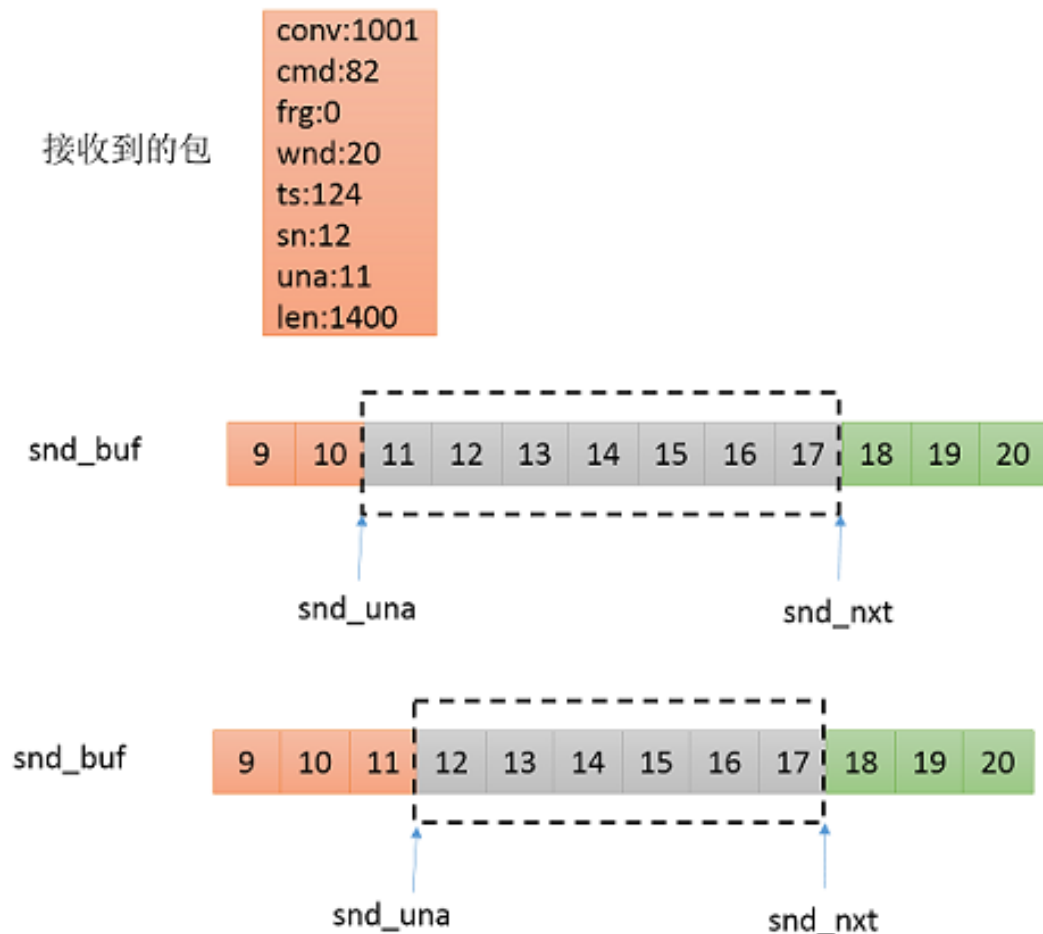 conv:1001
cmd:82
frg:0
接收到的包
wnd:20
ts:124
sn:12
una:11
len:1400
snd_buf 9 10 11 12 13 14 15 16 17 18 19 20
snd_una snd_nxt
snd_buf 9 10 11 12 13 14 15 16 17 18 19 20
snd_una snd_nxt